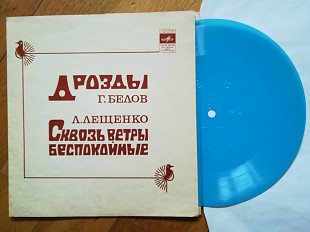 Дрозды
Г. БЕЛОВ
Л. ЛЕЩЕНКО
Сквозь ветры
беспокойные